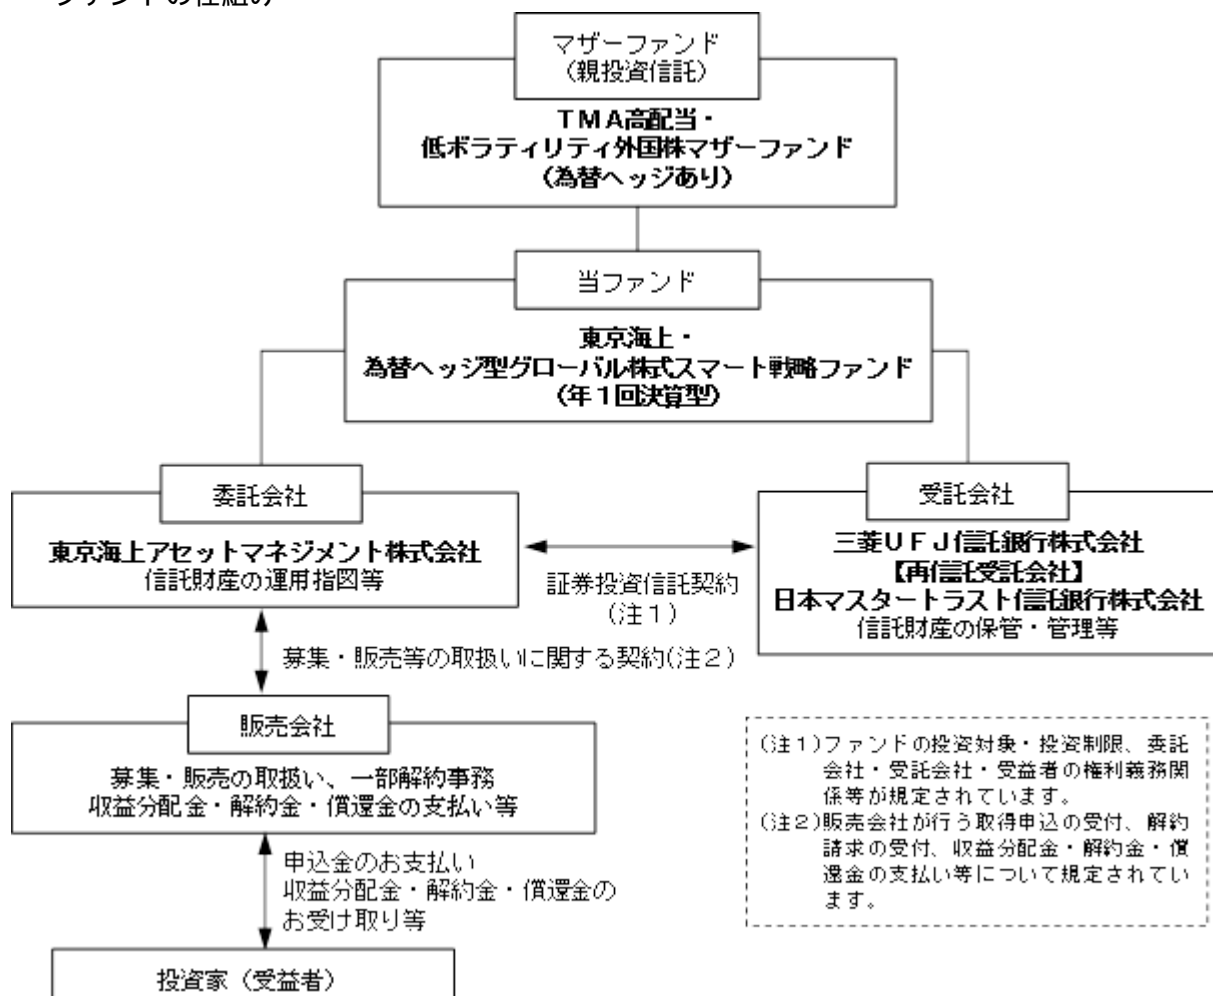 ファンドの仕組み
マザーファンド
（親投資信託）
ＴＭＡ高配当・
低ボラティリティ外国株マザーファンド
（為替ヘッジあり）
当ファンド
東京海上・
為替ヘッジ型グローバル株式スマート戦略ファンド
（年１回決算型）
委託会社
東京海上アセットマネジメント株式会社
信託財産の運用指図等
証券投資信託契約
（注１）
受託会社
三菱ＵＦＪ信託銀行株式会社
【再信託受託会社】
日本マスタートラスト信託銀行株式会社
信託財産の保管・管理等
募集・販売等の取扱いに関する契約(注２)
販売会社
募集・販売の取扱い、一部解約事務
収益分配金・解約金・償還金の支払い等
申込金のお支払い
収益分配金・解約金・償還金の
お受け取り等
投資家（受益者）
(注１)ファンドの投資対象・投資制限、委託
会社・受託会社・受益者の権利義務関
係等が規定されています。
(注２)販売会社が行う取得申込の受付、解約
請求の受付、収益分配金・解約金・償
還金の支払い等について規定されてい
ます。